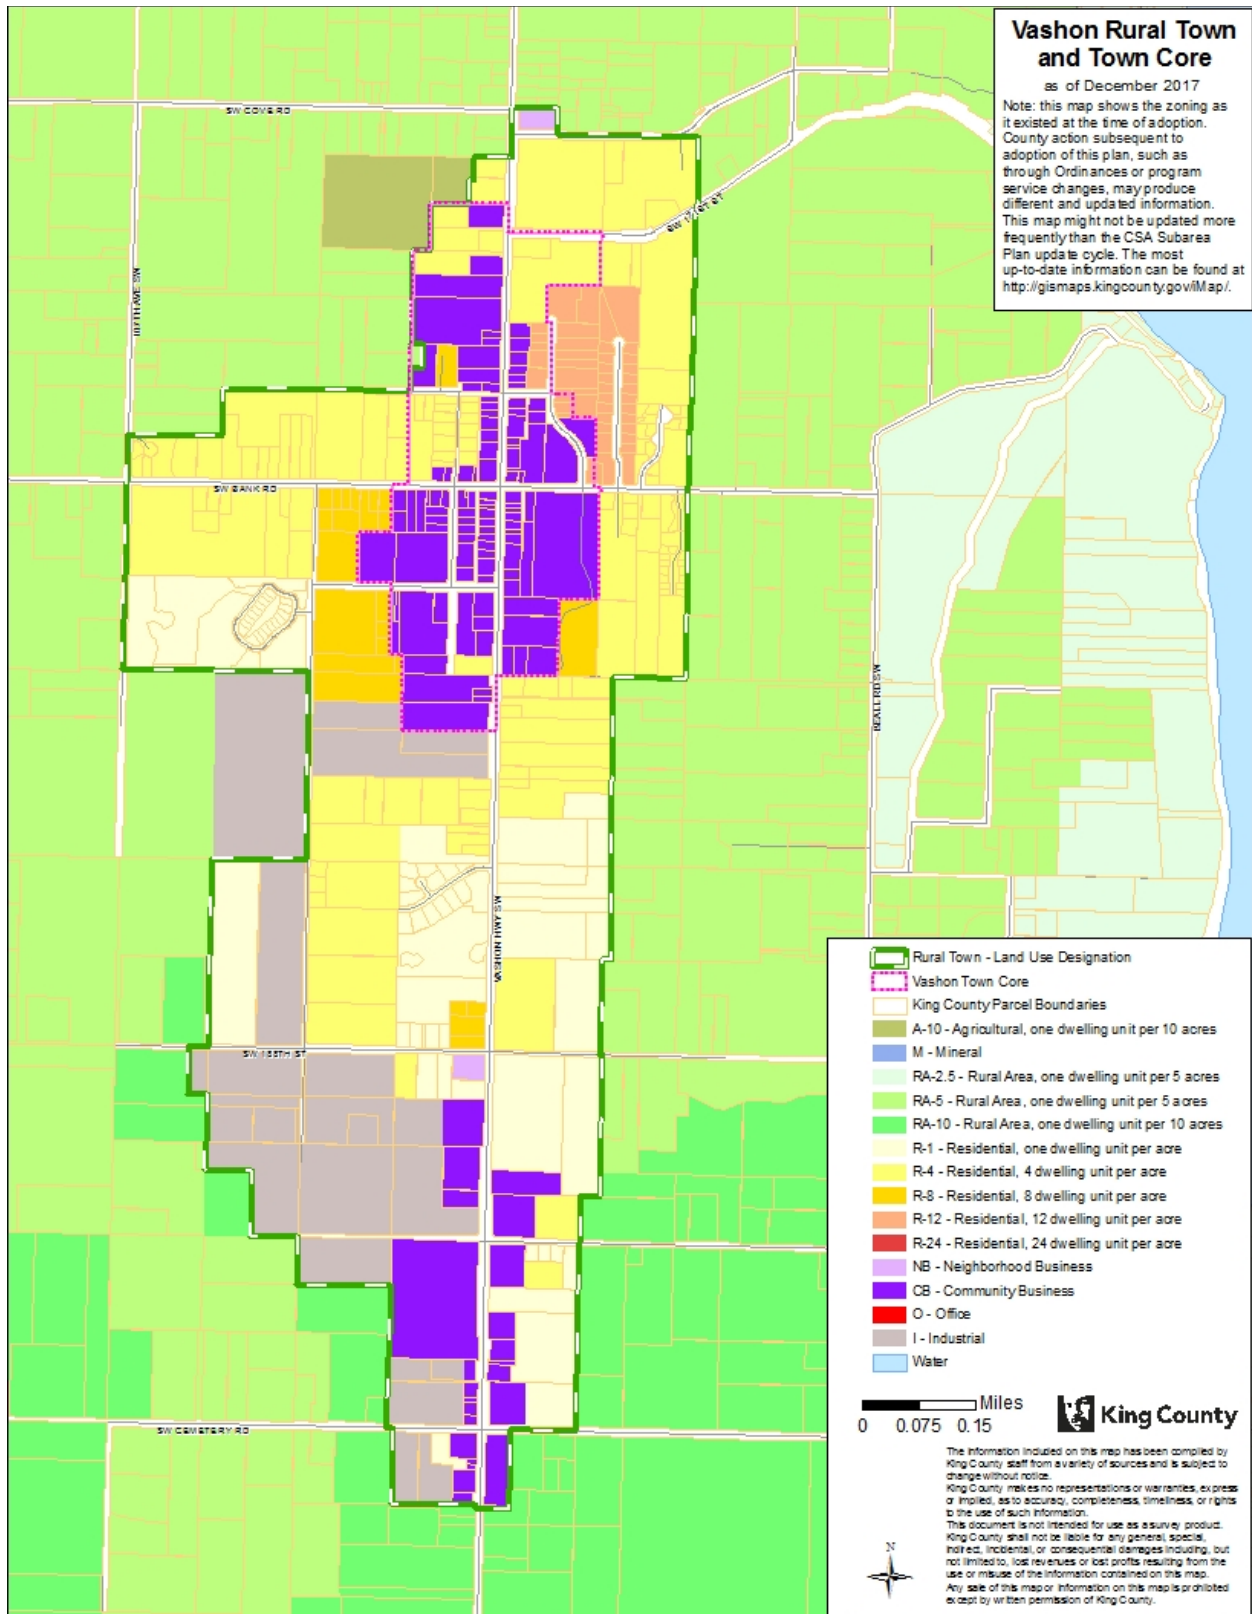 Vashon Rural Town
and Town Core
as of December 2017
Note: this map shows the zoning as
it existed at the time of adoption.
County action subsequent to
adoption of this plan, such as
through Ordinances or program
service changes, may produce
different and updated information.
This map might not be updated more
frequently than the CSA Subarea
Plan update cycle. The most
up-to-date information can be found at
http://gismaps.kingcounty.gov/iMap/.
SW COVE RD
SW 171ST ST
107TH AVE SW
SW BANK RD
BEALL RD SW
VASHON HWY SW
SW 188TH ST
SW CEMETERY RD
Rural Town - Land Use Designation
Vashon Town Core
King County Parcel Boundaries
A-10 - Agricultural, one dwelling unit per 10 acres
M - Mineral
RA-2.5 - Rural Area, one dwelling unit per 5 acres
RA-5 - Rural Area, one dwelling unit per 5 acres
RA-10 - Rural Area, one dwelling unit per 10 acres
R-1 - Residential, one dwelling unit per acre
R-4 - Residential, 4 dwelling unit per acre
R-8 - Residential, 8 dwelling unit per acre
R-12 - Residential, 12 dwelling unit per acre
R-24 - Residential, 24 dwelling unit per acre
NB - Neighborhood Business
CB - Community Business
O - Office
I - Industrial
Water
Miles
0 0.075 0.15
King County
The information included on this map has been compiled by
King County staff from a variety of sources and is subject to
change without notice.
King County makes no representations or warranties, express
or implied, as to accuracy, completeness, timeliness, or rights
to the use of such information.
This document is not intended for use as a survey product.
King County shall not be liable for any general, special,
indirect, incidental, or consequential damages including, but
not limited to, lost revenues or lost profits resulting from the
use or misuse of the information contained on this map.
Any sale of this map or information on this map is prohibited
except by written permission of King County.
N